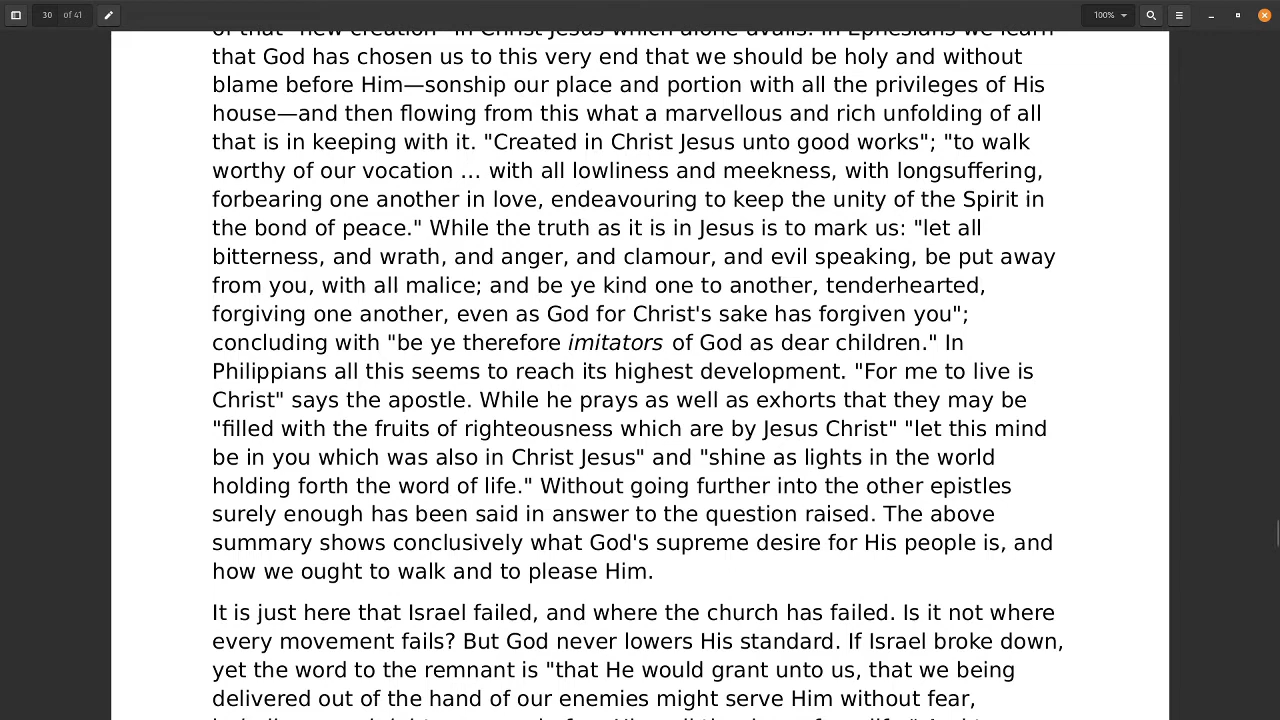 30 of 41
100%
of that "new creation" in Christ Jesus which alone avails. In Ephesians we learn
that God has chosen us to this very end that we should be holy and without
blame before Him—sonship our place and portion with all the privileges of His
house—and then flowing from this what a marvellous and rich unfolding of all
that is in keeping with it. "Created in Christ Jesus unto good works"; "to walk
worthy of our vocation ... with all lowliness and meekness, with longsuffering,
forbearing one another in love, endeavouring to keep the unity of the Spirit in
the bond of peace." While the truth as it is in Jesus is to mark us: "let all
bitterness, and wrath, and anger, and clamour, and evil speaking, be put away
from you, with all malice; and be ye kind one to another, tenderhearted,
forgiving one another, even as God for Christ's sake has forgiven you";
concluding with "be ye therefore imitators of God as dear children." In
Philippians all this seems to reach its highest development. "For me to live is
Christ" says the apostle. While he prays as well as exhorts that they may be
"filled with the fruits of righteousness which are by Jesus Christ" "let this mind
be in you which was also in Christ Jesus" and "shine as lights in the world
holding forth the word of life." Without going further into the other epistles
surely enough has been said in answer to the question raised. The above
summary shows conclusively what God's supreme desire for His people is, and
how we ought to walk and to please Him.
It is just here that Israel failed, and where the church has failed. Is it not where
every movement fails? But God never lowers His standard. If Israel broke down,
yet the word to the remnant is "that He would grant unto us, that we being
delivered out of the hand of our enemies might serve Him without fear,